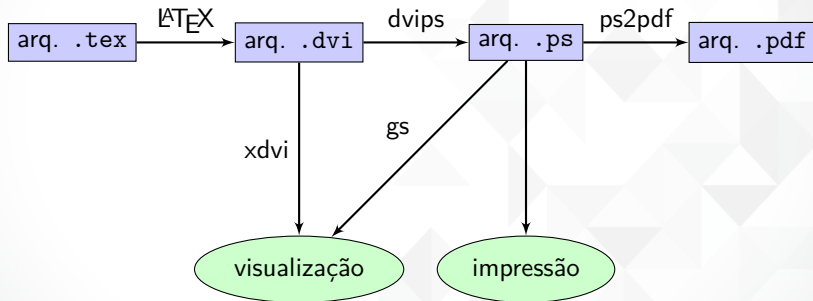 LATEX
dvips
ps2pdf
arq. .tex
arq. .dvi
arq. .ps
arq. .pdf
xdvi
gs
visualização
impressão